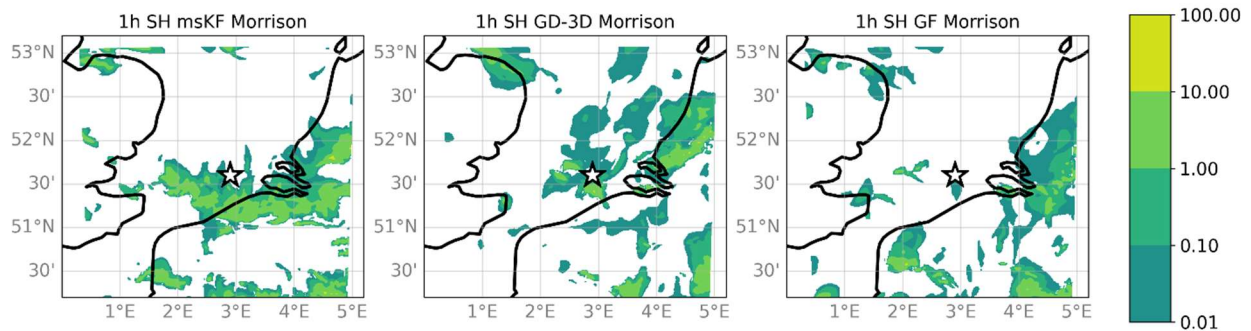 1h SH msKF Morrison
1h SH GD-3D Morrison
1h SH GF Morrison
53°N
30'
52°N
30'
51°N
30'
1°E 2°E 3°E 4°E 5°E
53°N
30'
52°N
30'
51°N
30'
1°E 2°E 3°E 4°E 5°E
53°N
30'
52°N
30'
51°N
30'
1°E 2°E 3°E 4°E 5°E
100.00
10.00
1.00
0.10
0.01